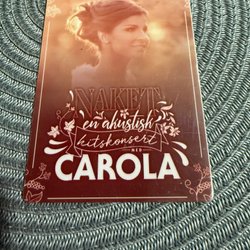 NAKET
en akustisk
hitskonsert
MED
CAROLA